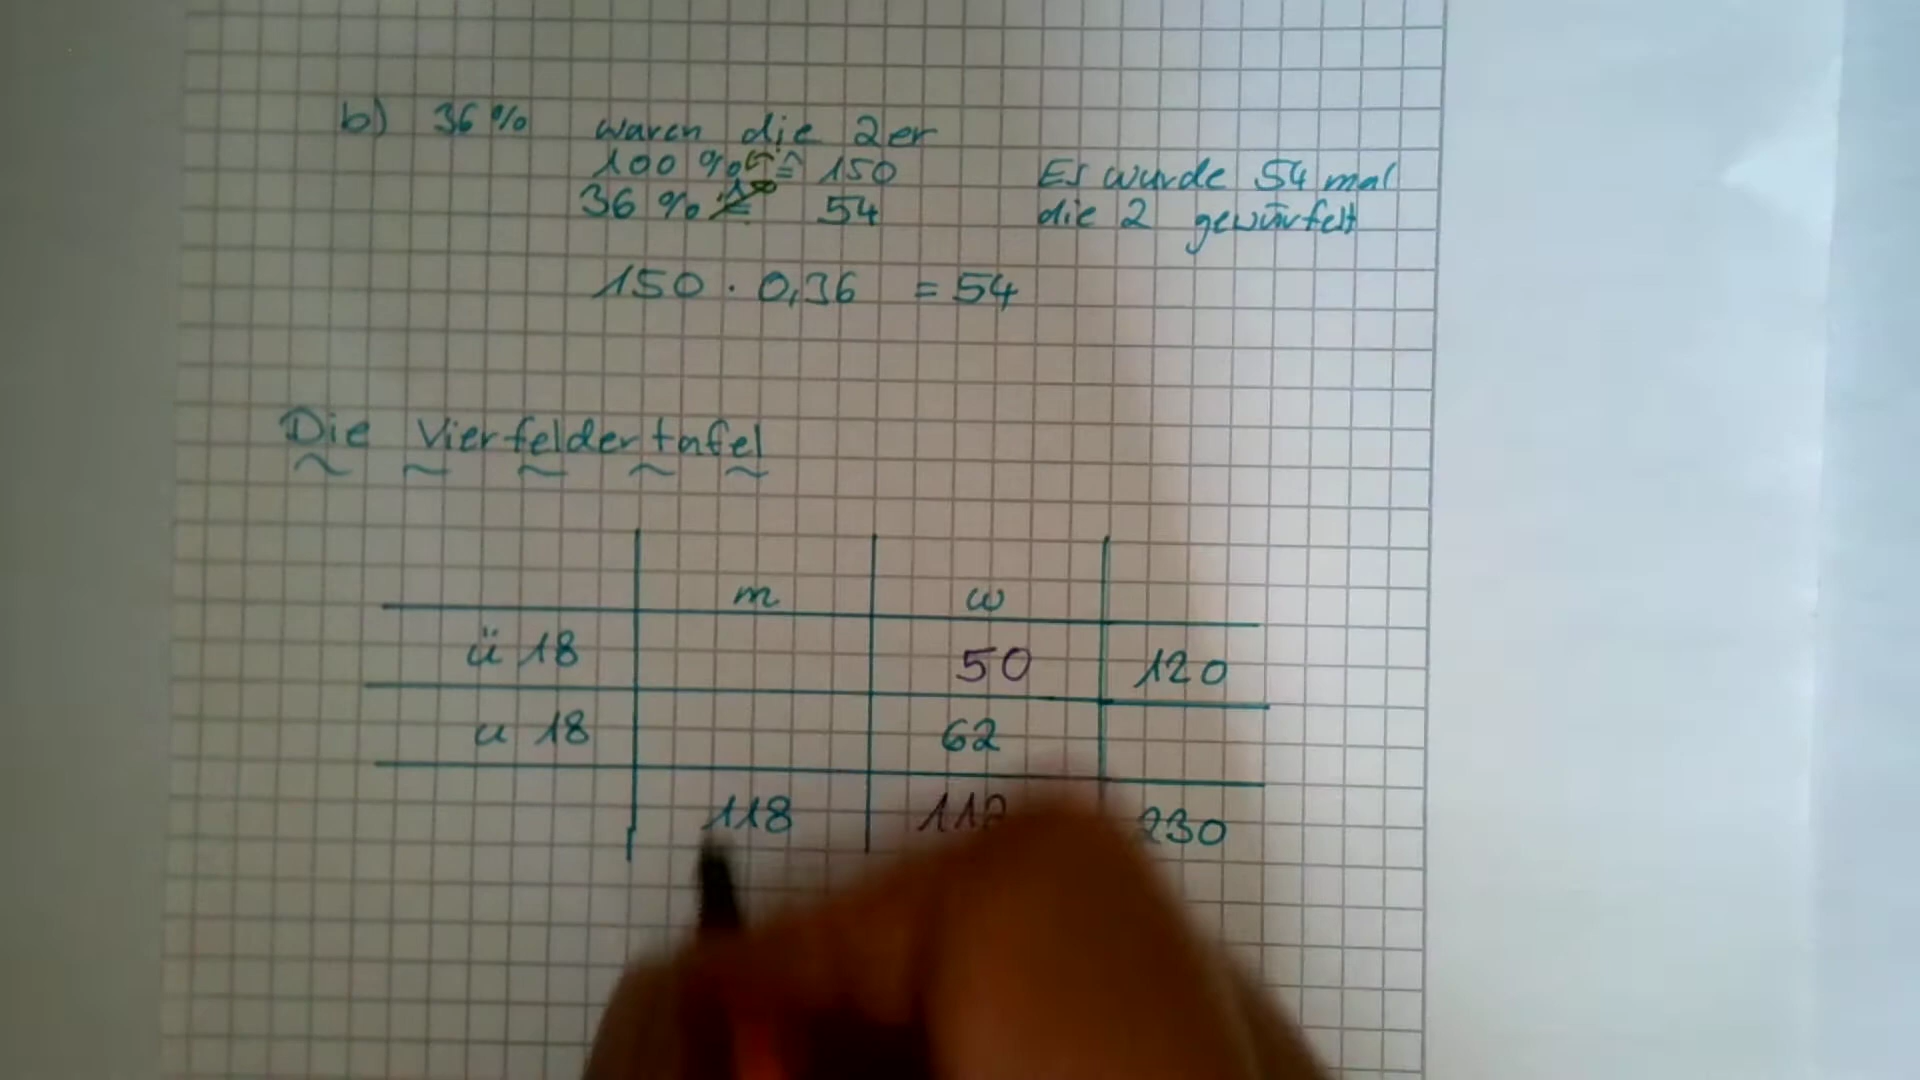 b) 36% waren die 2er
100 % ≙ 150 Es wurde 54 mal
36 % 54 die 2 gewürfelt
150 · 0,36 = 54
Die Vierfeldertafel
m w
ü 18 50 120
u 18 62
118 112 230